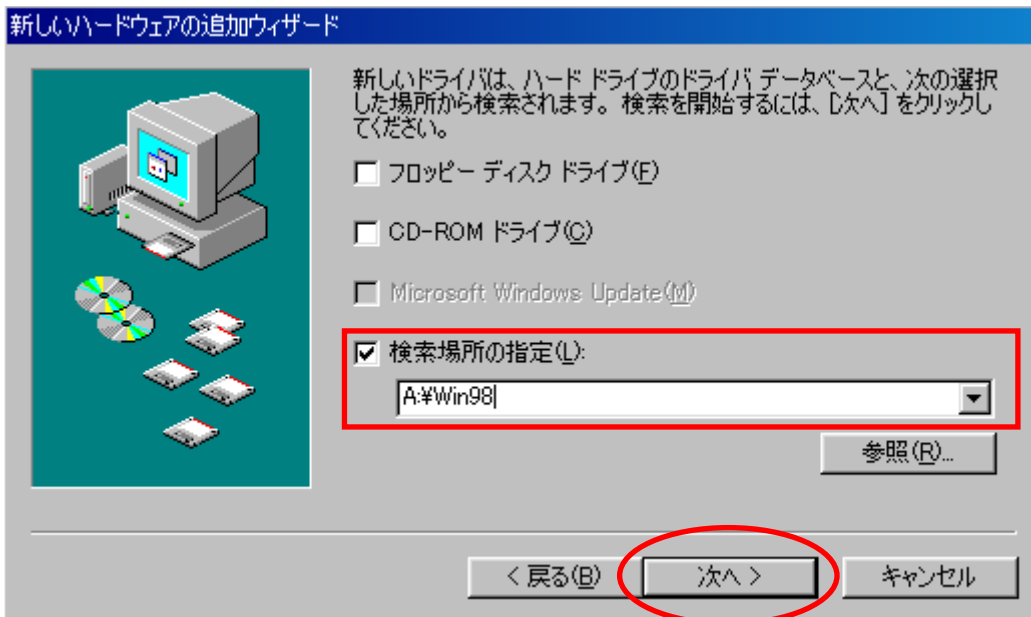 新しいハードウェアの追加ウィザード
新しいドライバは、ハード ドライブのドライバ データベースと、次の選択
した場所から検索されます。検索を開始するには、[次へ] をクリックし
てください。
フロッピー ディスク ドライブ(F)
CD-ROM ドライブ(C)
Microsoft Windows Update(M)
検索場所の指定(L):
A:¥Win98
参照(R)...
< 戻る(B)
次へ >
キャンセル